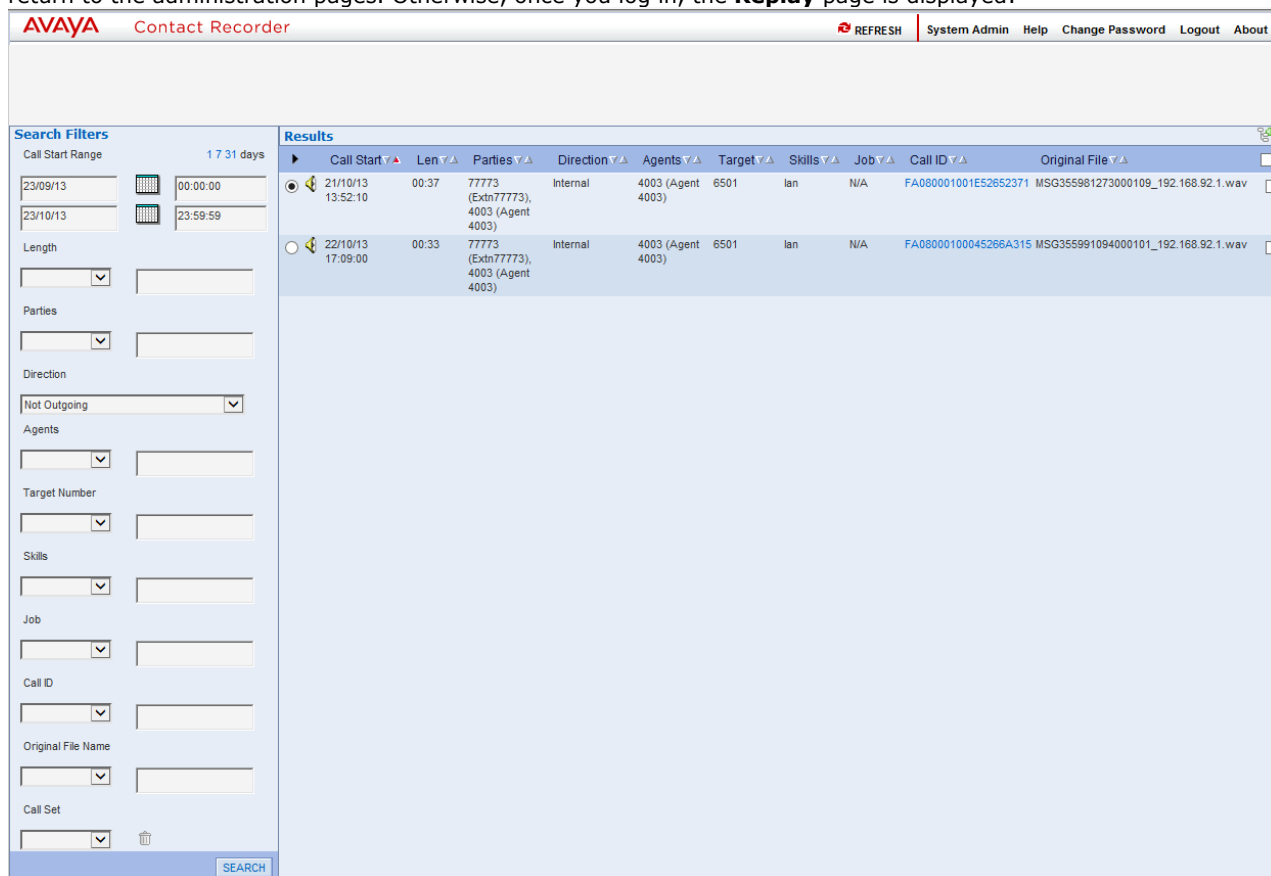 return to the administration pages. Otherwise, once you log in, the Replay page is displayed.
AVAYA Contact Recorder
REFRESH System Admin Help Change Password Logout About
Search Filters
Call Start Range 1 7 31 days
23/09/13 00:00:00
23/10/13 23:59:59
Length
Parties
Direction
Not Outgoing
Agents
Target Number
Skills
Job
Call ID
Original File Name
Call Set
SEARCH
Results
Call Start Len Parties Direction Agents Target Skills Job Call ID Original File
21/10/13 00:37 77773 Internal 4003 (Agent 6501 Ian N/A FA080001001E52652371 MSG355981273000109_192.168.92.1.wav
13:52:10 (Extn77773), 4003)
4003 (Agent
4003)
22/10/13 00:33 77773 Internal 4003 (Agent 6501 Ian N/A FA08000100045266A315 MSG355991094000101_192.168.92.1.wav
17:09:00 (Extn77773), 4003)
4003 (Agent
4003)